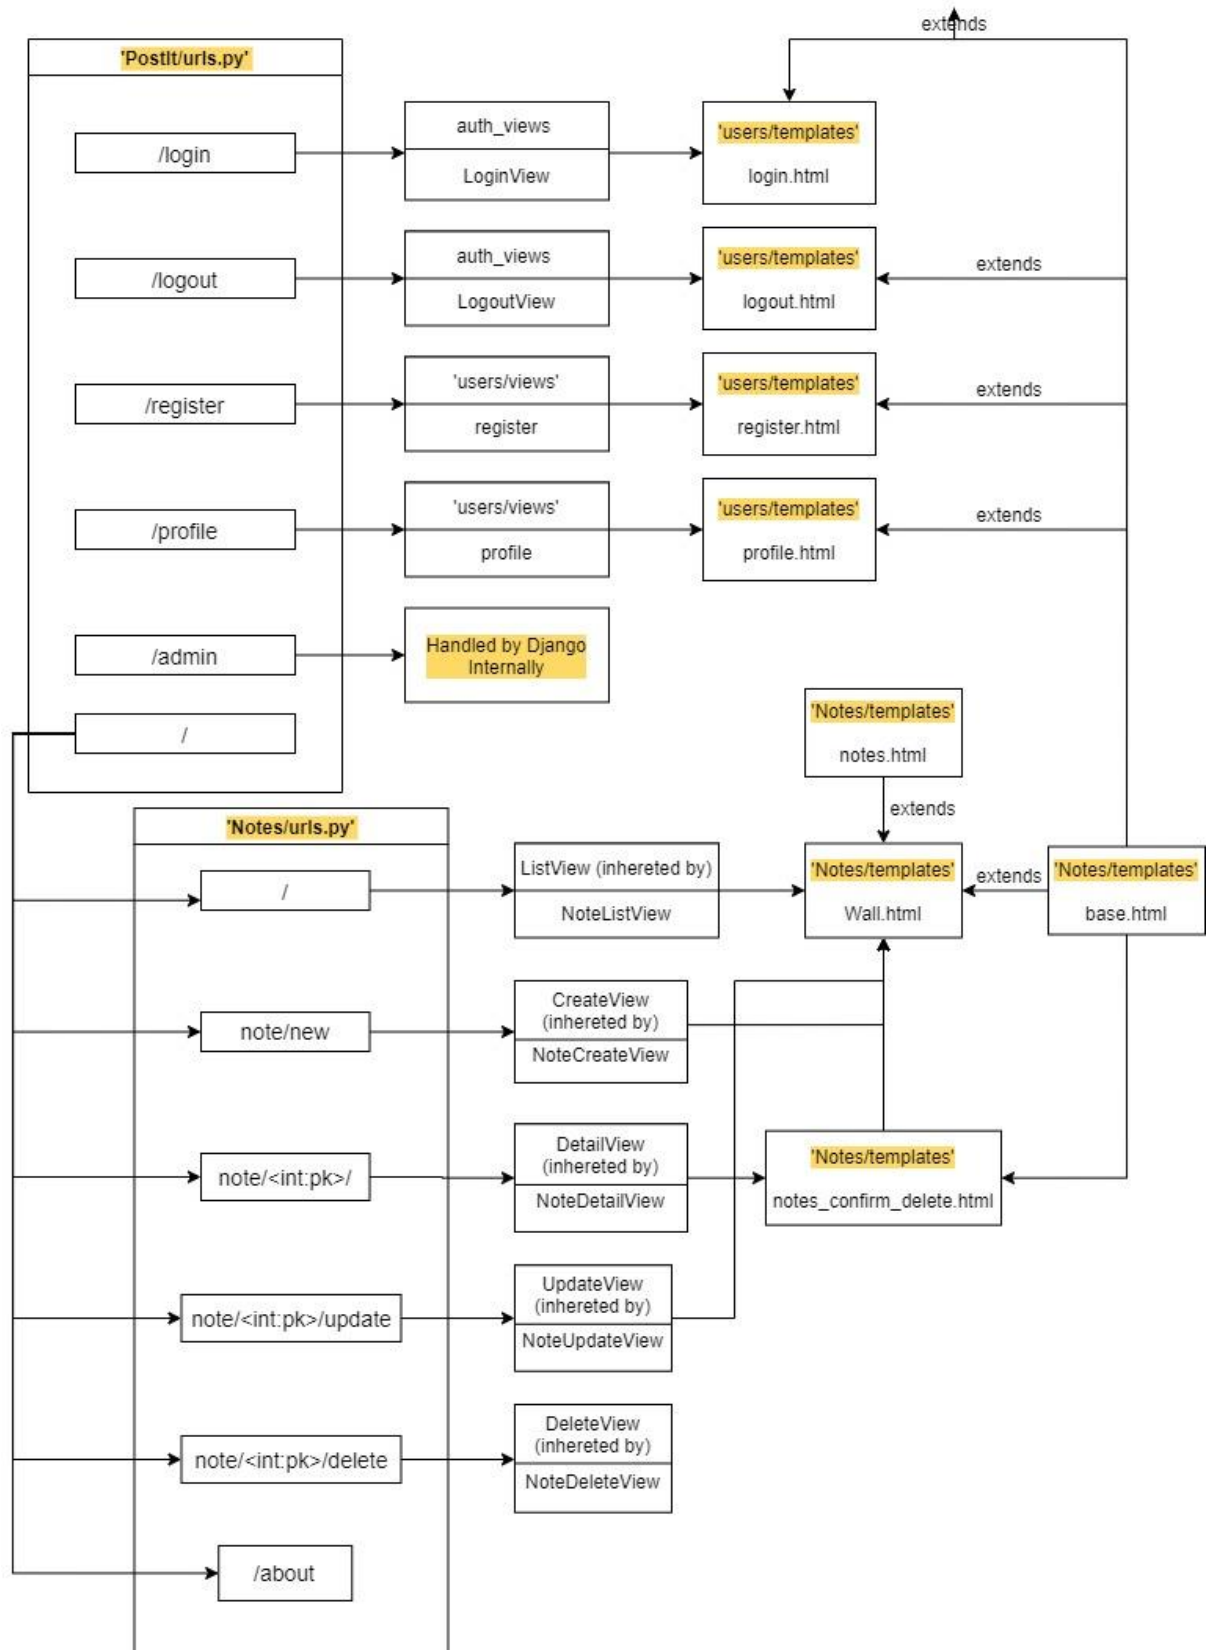 extends
'PostIt/urls.py'
/login
auth_views
LoginView
'users/templates'
login.html
/logout
auth_views
LogoutView
'users/templates'
logout.html
extends
/register
'users/views'
register
'users/templates'
register.html
extends
/profile
'users/views'
profile
'users/templates'
profile.html
extends
/admin
Handled by Django
Internally
/
'Notes/templates'
notes.html
extends
'Notes/urls.py'
/
ListView (inhereted by)
NoteListView
'Notes/templates'
Wall.html
extends
'Notes/templates'
base.html
note/new
CreateView
(inhereted by)
NoteCreateView
note/<int:pk>/
DetailView
(inhereted by)
NoteDetailView
'Notes/templates'
notes_confirm_delete.html
note/<int:pk>/update
UpdateView
(inhereted by)
NoteUpdateView
note/<int:pk>/delete
DeleteView
(inhereted by)
NoteDeleteView
/about